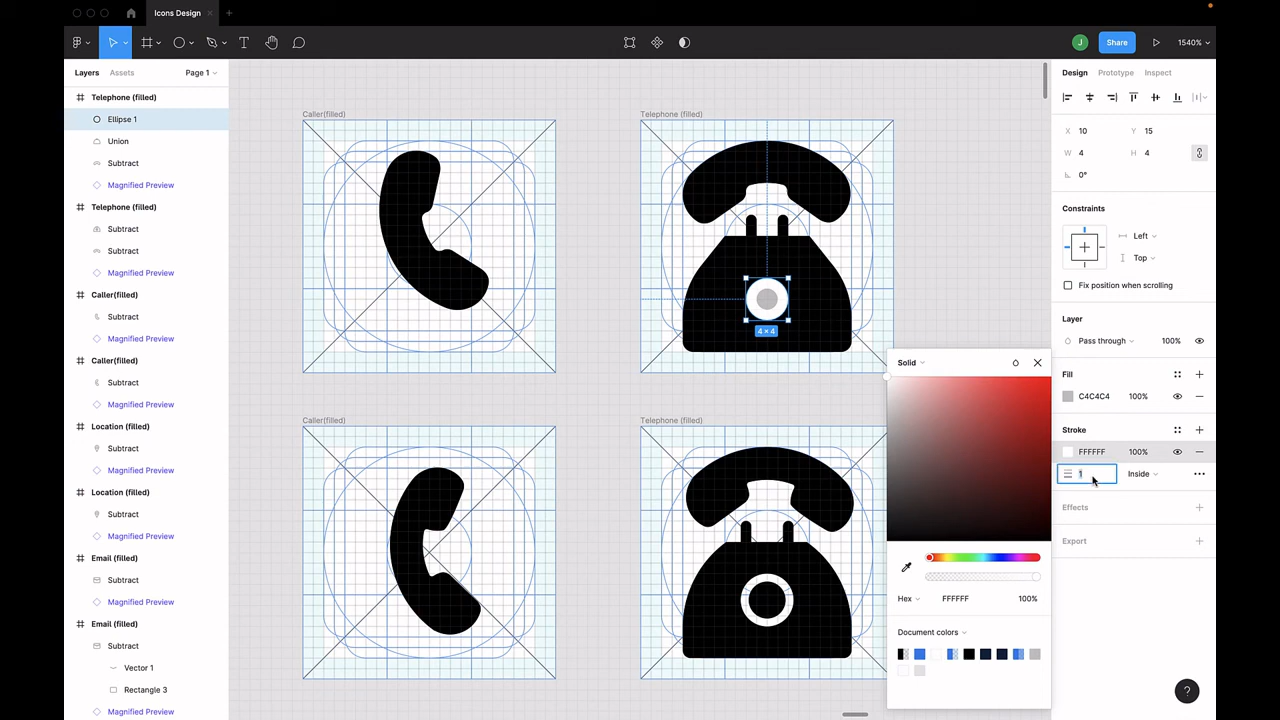 Icons Design
J
Share
1540%
Layers
Assets
Page 1
Telephone (filled)
Ellipse 1
Union
Subtract
Magnified Preview
Telephone (filled)
Subtract
Subtract
Magnified Preview
Caller(filled)
Subtract
Magnified Preview
Caller(filled)
Subtract
Magnified Preview
Location (filled)
Subtract
Magnified Preview
Location (filled)
Subtract
Magnified Preview
Email (filled)
Subtract
Magnified Preview
Email (filled)
Subtract
Vector 1
Rectangle 3
Magnified Preview
Caller(filled)
Telephone (filled)
4 × 4
Caller(filled)
Telephone (filled)
Solid
Hex
FFFFFF
100%
Document colors
Design
Prototype
Inspect
X 10
Y 15
W 4
H 4
0°
Constraints
Left
Top
Fix position when scrolling
Layer
Pass through
100%
Fill
C4C4C4
100%
Stroke
FFFFFF
100%
1
Inside
Effects
Export
?